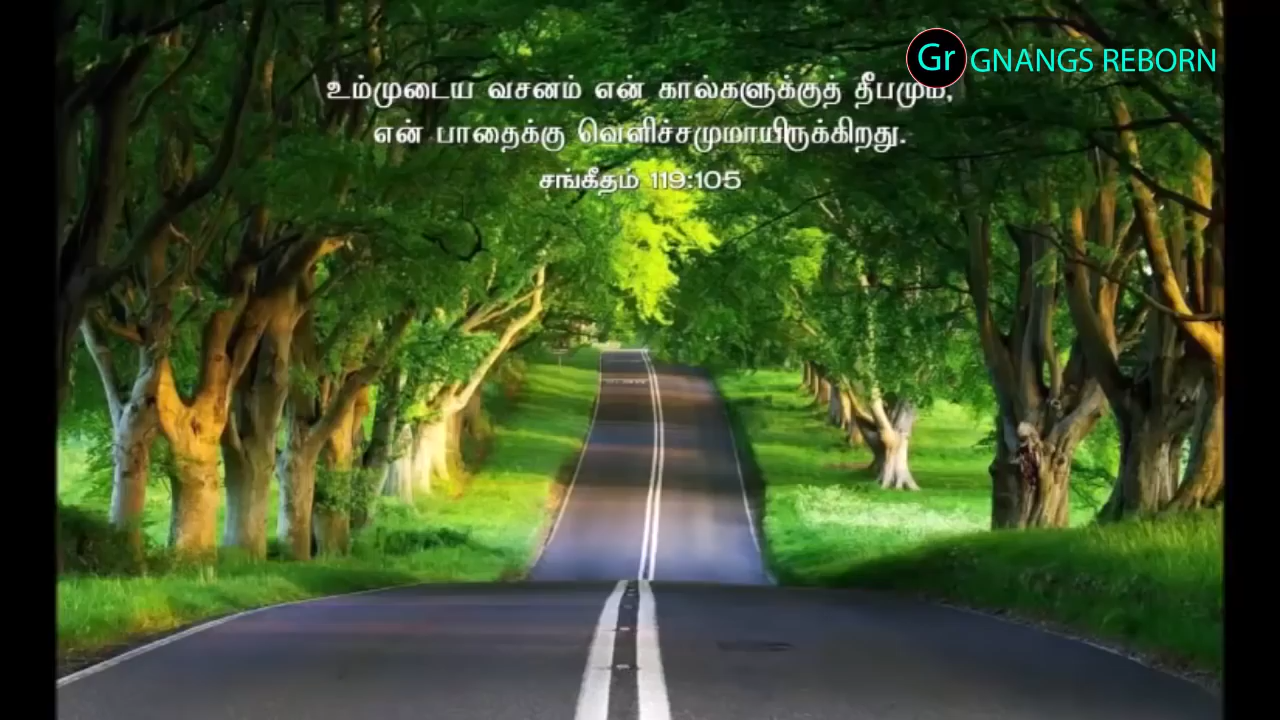 Gr GNANGS REBORN
உம்முடைய வசனம் என் கால்களுக்குத் தீபமும்,
என் பாதைக்கு வெளிச்சமுமாயிருக்கிறது.
சங்கீதம் 119:105